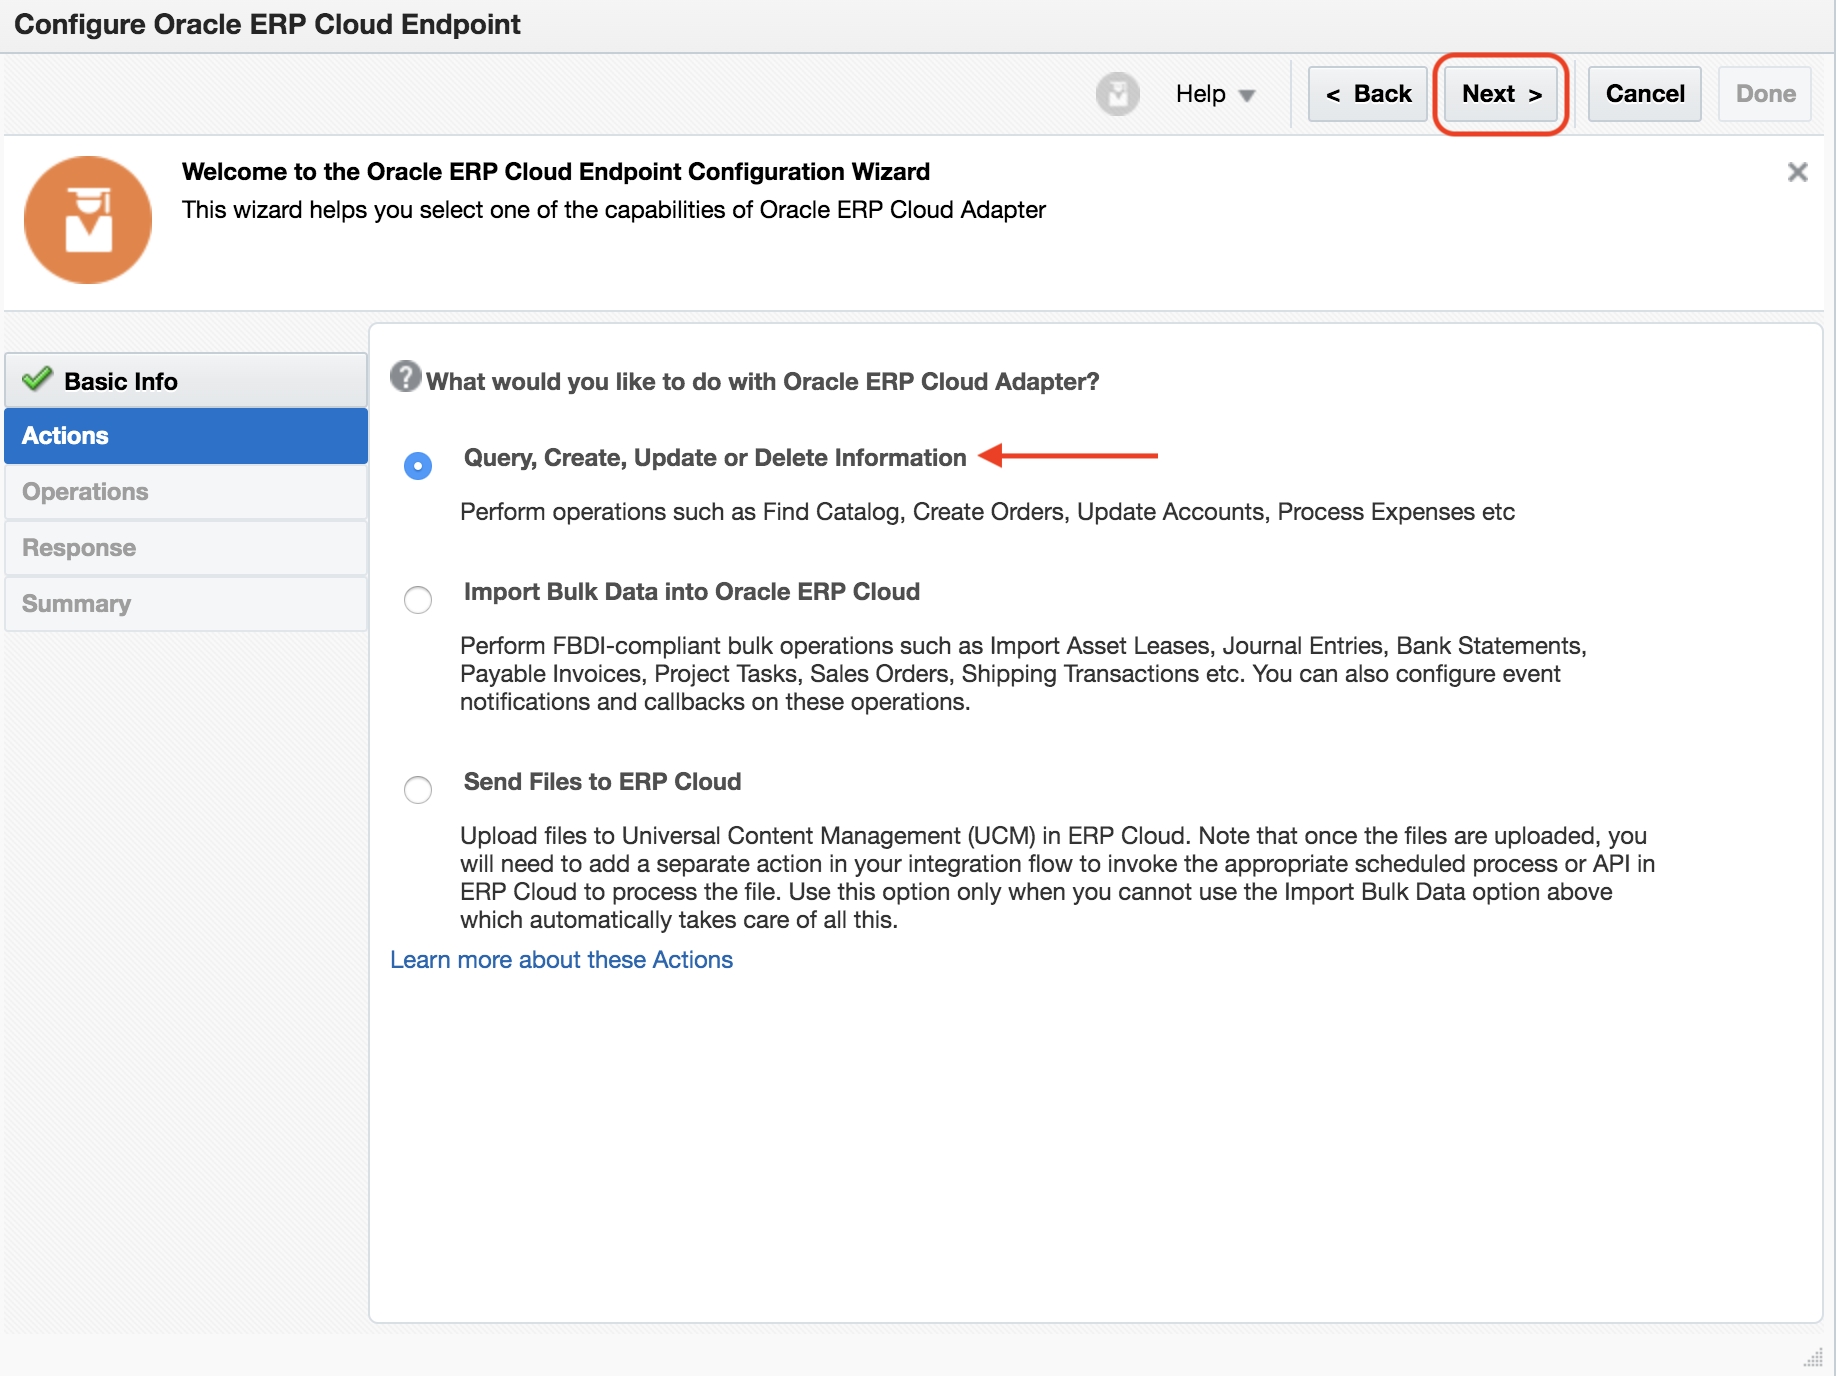 Configure Oracle ERP Cloud Endpoint
Help
< Back
Next >
Cancel
Done
Welcome to the Oracle ERP Cloud Endpoint Configuration Wizard
This wizard helps you select one of the capabilities of Oracle ERP Cloud Adapter
Basic Info
Actions
Operations
Response
Summary
? What would you like to do with Oracle ERP Cloud Adapter?
Query, Create, Update or Delete Information
Perform operations such as Find Catalog, Create Orders, Update Accounts, Process Expenses etc
Import Bulk Data into Oracle ERP Cloud
Perform FBDI-compliant bulk operations such as Import Asset Leases, Journal Entries, Bank Statements,
Payable Invoices, Project Tasks, Sales Orders, Shipping Transactions etc. You can also configure event
notifications and callbacks on these operations.
Send Files to ERP Cloud
Upload files to Universal Content Management (UCM) in ERP Cloud. Note that once the files are uploaded, you
will need to add a separate action in your integration flow to invoke the appropriate scheduled process or API in
ERP Cloud to process the file. Use this option only when you cannot use the Import Bulk Data option above
which automatically takes care of all this.
Learn more about these Actions